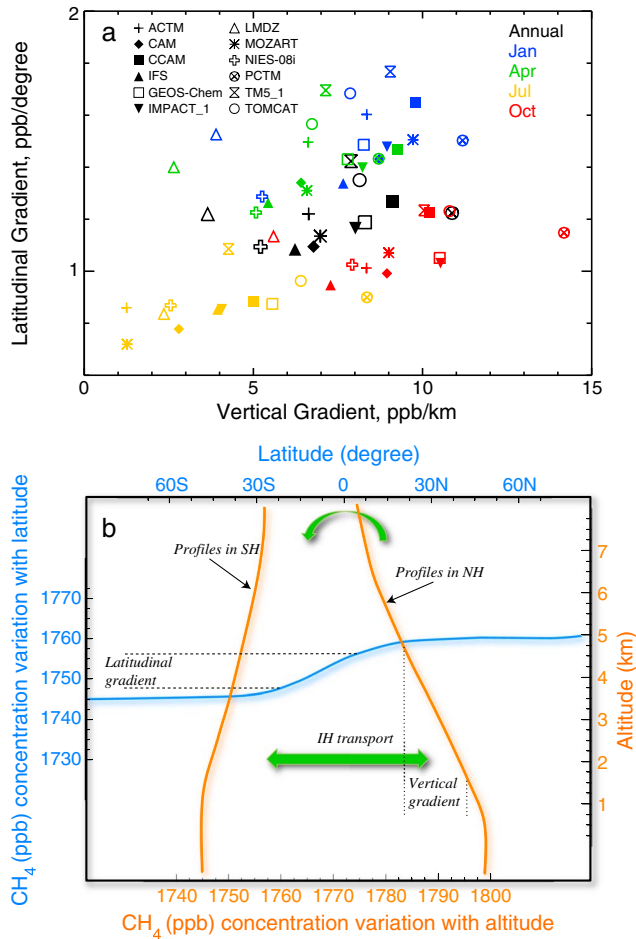 2
1
Latitudinal Gradient, ppb/degree
a
ACTM
CAM
CCAM
IFS
GEOS-Chem
IMPACT_1
LMDZ
MOZART
NIES-08i
PCTM
TM5_1
TOMCAT
Annual
Jan
Apr
Jul
Oct
0 5 10 15
Vertical Gradient, ppb/km
Latitude (degree)
60S 30S 0 30N 60N
b
CH4 (ppb) concentration variation with latitude
1770
1760
1750
1740
1730
Profiles in SH
Profiles in NH
Latitudinal
gradient
IH transport
Vertical
gradient
7
6
5
4
3
2
1
Altitude (km)
1740 1750 1760 1770 1780 1790 1800
CH4 (ppb) concentration variation with altitude